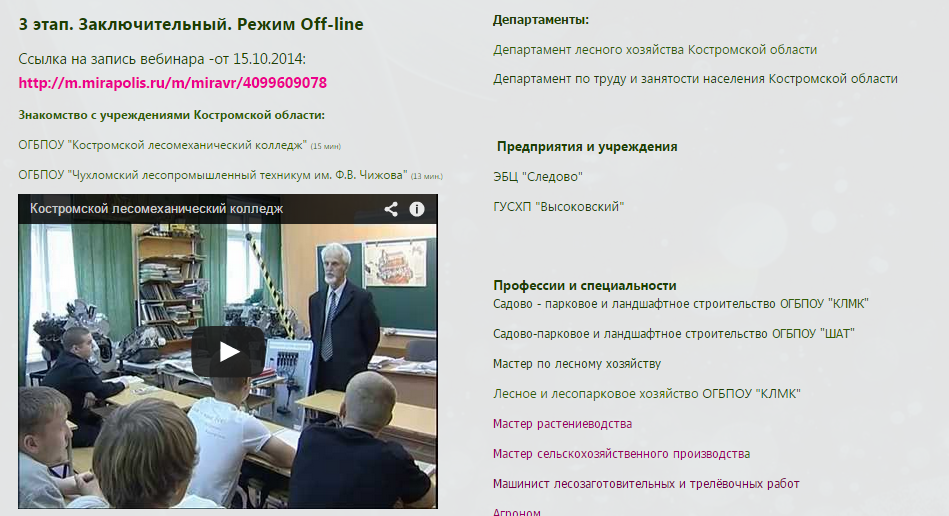 3 этап. Заключительный. Режим Off-line
Ссылка на запись вебинара -от 15.10.2014:
http://m.mirapolis.ru/m/miravr/4099609078
Знакомство с учреждениями Костромской области:
ОГБПОУ "Костромской лесомеханический колледж" (15 мин)
ОГБПОУ "Чухломский лесопромышленный техникум им. Ф.В. Чижова" (13 мин.)
Костромской лесомеханический колледж
Департаменты:
Департамент лесного хозяйства Костромской области
Департамент по труду и занятости населения Костромской области
Предприятия и учреждения
ЭБЦ "Следово"
ГУСХП "Высоковский"
Профессии и специальности
Садово - парковое и ландшафтное строительство ОГБПОУ "КЛМК"
Садово-парковое и ландшафтное строительство ОГБПОУ "ШАТ"
Мастер по лесному хозяйству
Лесное и лесопарковое хозяйство ОГБПОУ "КЛМК"
Мастер растениеводства
Мастер сельскохозяйственного производства
Машинист лесозаготовительных и трелёвочных работ
Агроном